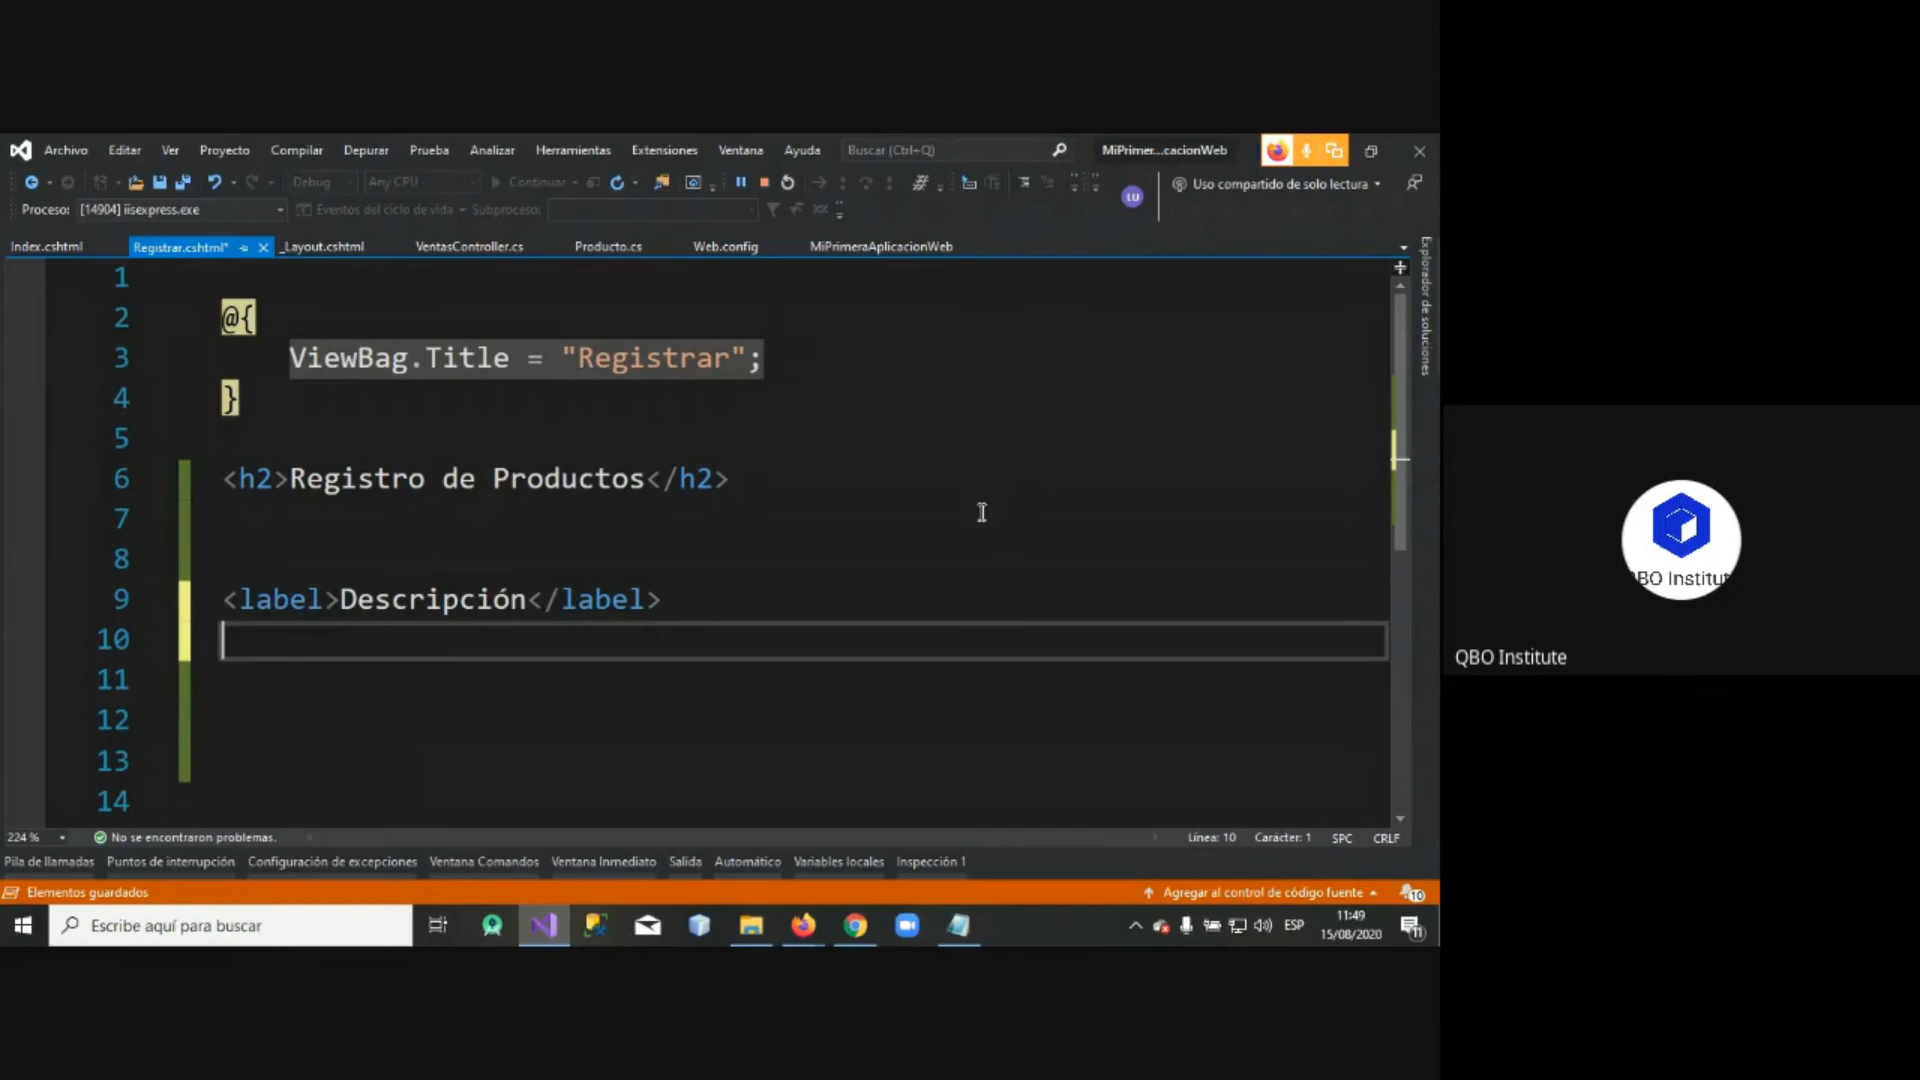 Archivo Editar Ver Proyecto Compilar Depurar Prueba Analizar Herramientas Extensiones Ventana Ayuda Buscar (Ctrl+Q) MiPrimer...cacionWeb
Debug Any CPU Continuar LU Uso compartido de solo lectura
Proceso: [14904] iisexpress.exe Eventos del ciclo de vida Subproceso:
Index.cshtml Registrar.cshtml* _Layout.cshtml VentasController.cs Producto.cs Web.config MiPrimeraAplicacionWeb
Explorador de soluciones
1
2 @{
3 ViewBag.Title = "Registrar";
4 }
5
6 <h2>Registro de Productos</h2>
7
8
9 <label>Descripción</label>
10
11
12
13
14
224 % No se encontraron problemas. Línea: 10 Carácter: 1 SPC CRLF
Pila de llamadas Puntos de interrupción Configuración de excepciones Ventana Comandos Ventana Inmediato Salida Automático Variables locales Inspección 1
Elementos guardados Agregar al control de código fuente 10
Escribe aquí para buscar ESP 11:49
15/08/2020 11
BO Institut
QBO Institute